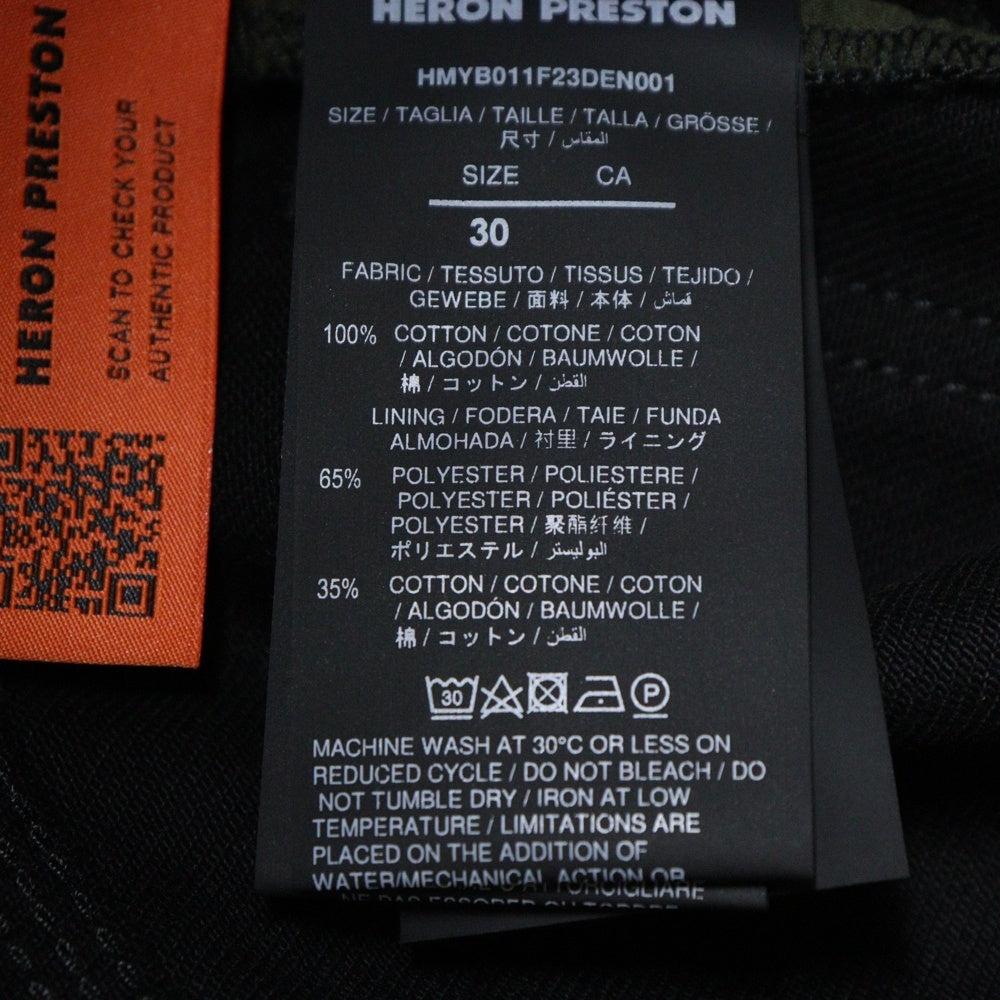 HERON PRESTON
SCAN TO CHECK YOUR
AUTHENTIC PRODUCT
HERON PRESTON
HMYB011F23DEN001
SIZE / TAGLIA / TAILLE / TALLA / GRÖSSE /
尺寸 / المقاس
SIZE CA
30
FABRIC / TESSUTO / TISSUS / TEJIDO /
GEWEBE / 面料 / 本体 / قماش
100% COTTON / COTONE / COTON
/ ALGODÓN / BAUMWOLLE /
棉 / コットン / القطن
LINING / FODERA / TAIE / FUNDA
ALMOHADA / 衬里 / ライニング
65% POLYESTER / POLIESTERE /
POLYESTER / POLIÉSTER /
POLYESTER / 聚酯纤维 /
ポリエステル / البوليستر
35% COTTON / COTONE / COTON
/ ALGODÓN / BAUMWOLLE /
棉 / コットン / القطن
30 P
MACHINE WASH AT 30°C OR LESS ON
REDUCED CYCLE / DO NOT BLEACH / DO
NOT TUMBLE DRY / IRON AT LOW
TEMPERATURE / LIMITATIONS ARE
PLACED ON THE ADDITION OF
WATER/MECHANICAL ACTION OR